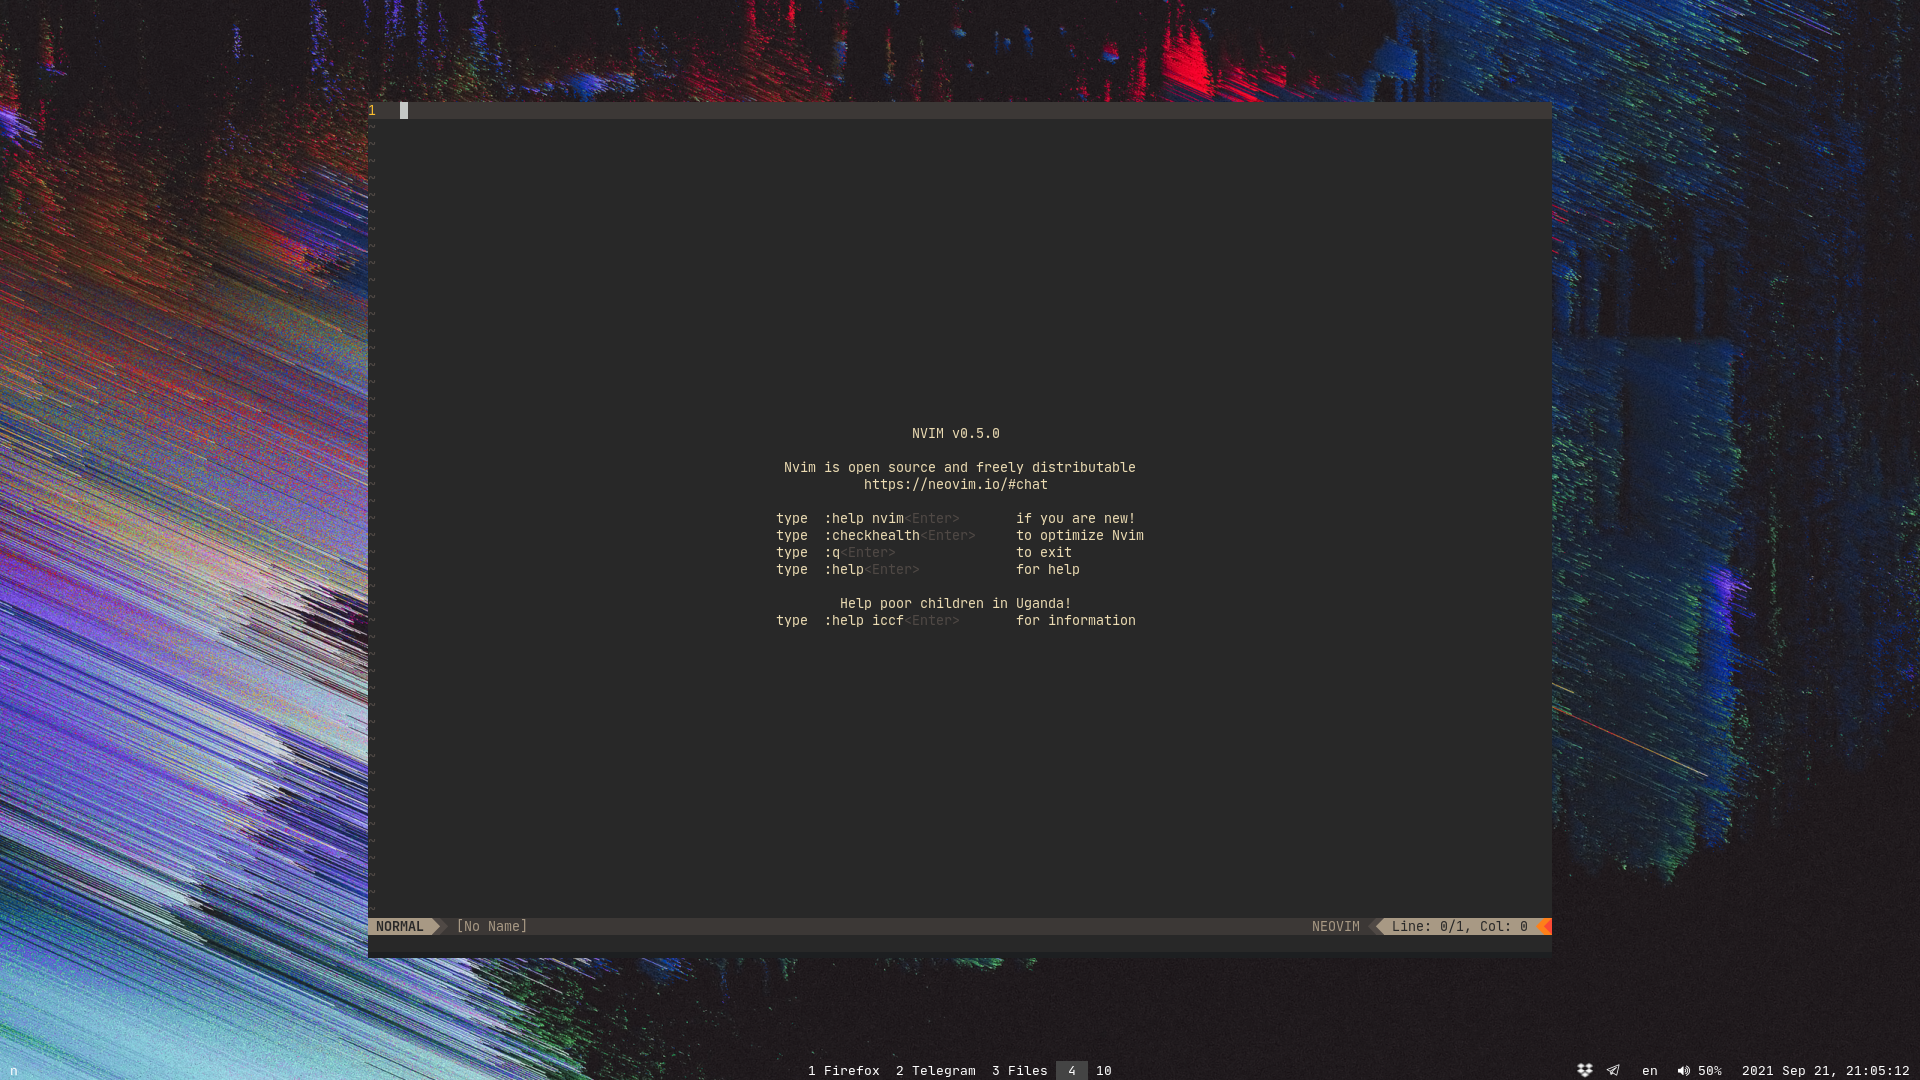 1
NVIM v0.5.0
Nvim is open source and freely distributable
https://neovim.io/#chat
type  :help nvim<Enter>       if you are new!
type  :checkhealth<Enter>     to optimize Nvim
type  :q<Enter>               to exit
type  :help<Enter>            for help
Help poor children in Uganda!
type  :help iccf<Enter>       for information
NORMAL  [No Name]  NEOVIM  Line: 0/1, Col: 0
n  1 Firefox  2 Telegram  3 Files  4  10  en  50%  2021 Sep 21, 21:05:12